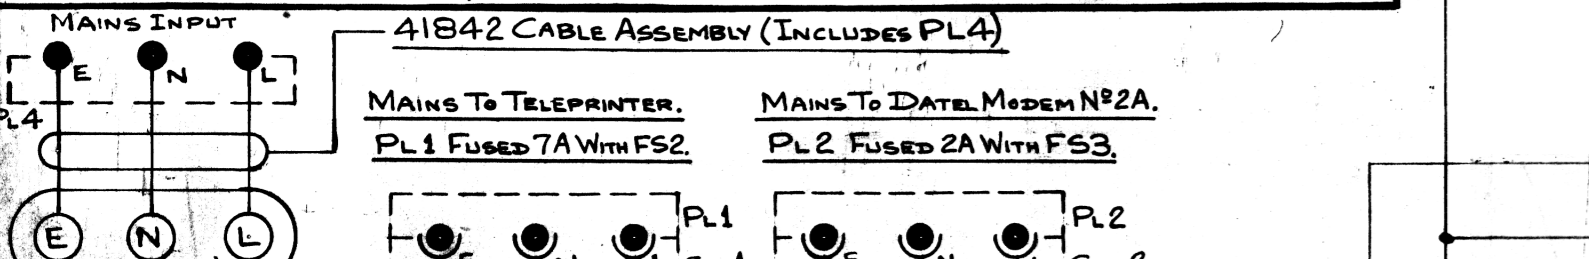 MAINS INPUT
41842 CABLE ASSEMBLY (INCLUDES PL4)
E N L
PL4
MAINS TO TELEPRINTER.
PL1 FUSED 7A WITH FS2.
MAINS TO DATEL MODEM Nº2A.
PL2 FUSED 2A WITH FS3.
E N L
PL1
PL2